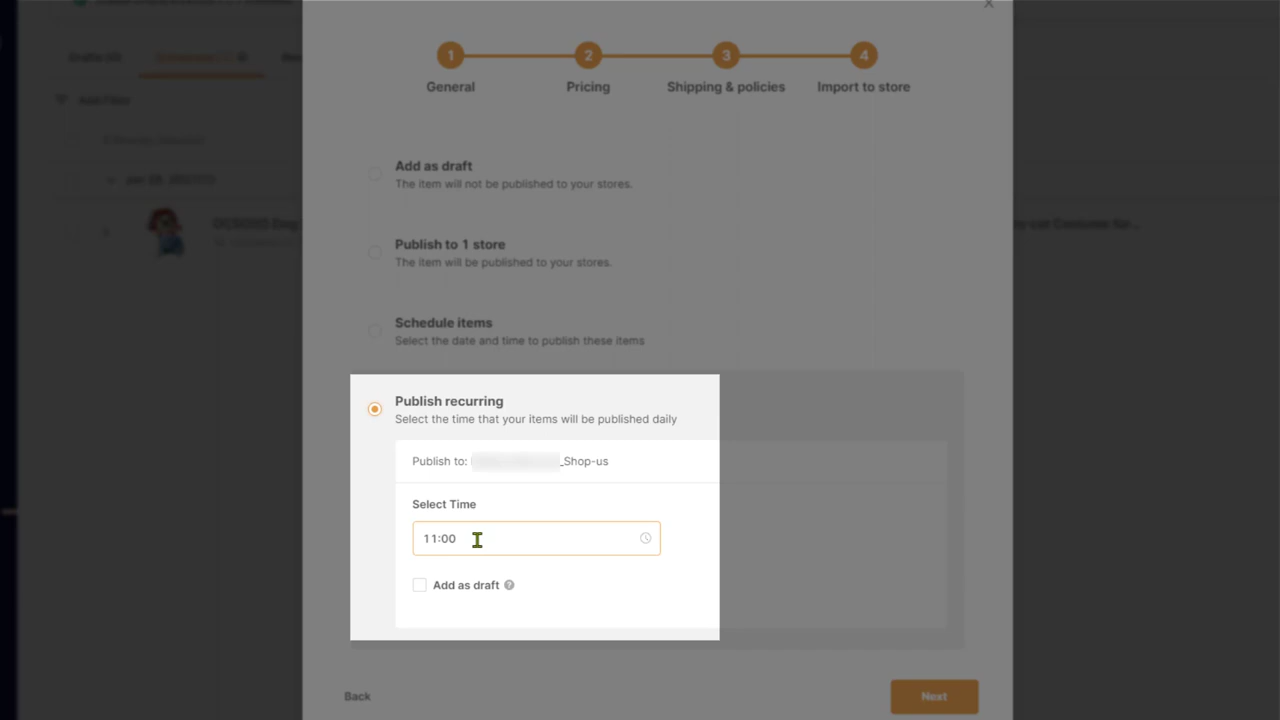 1 2 3 4
General Pricing Shipping & policies Import to store
Add as draft
The item will not be published to your stores.
Publish to 1 store
The item will be published to your stores.
Schedule items
Select the date and time to publish these items
Publish recurring
Select the time that your items will be published daily
Publish to: _Shop-us
Select Time
11:00
Add as draft ?
Back Next